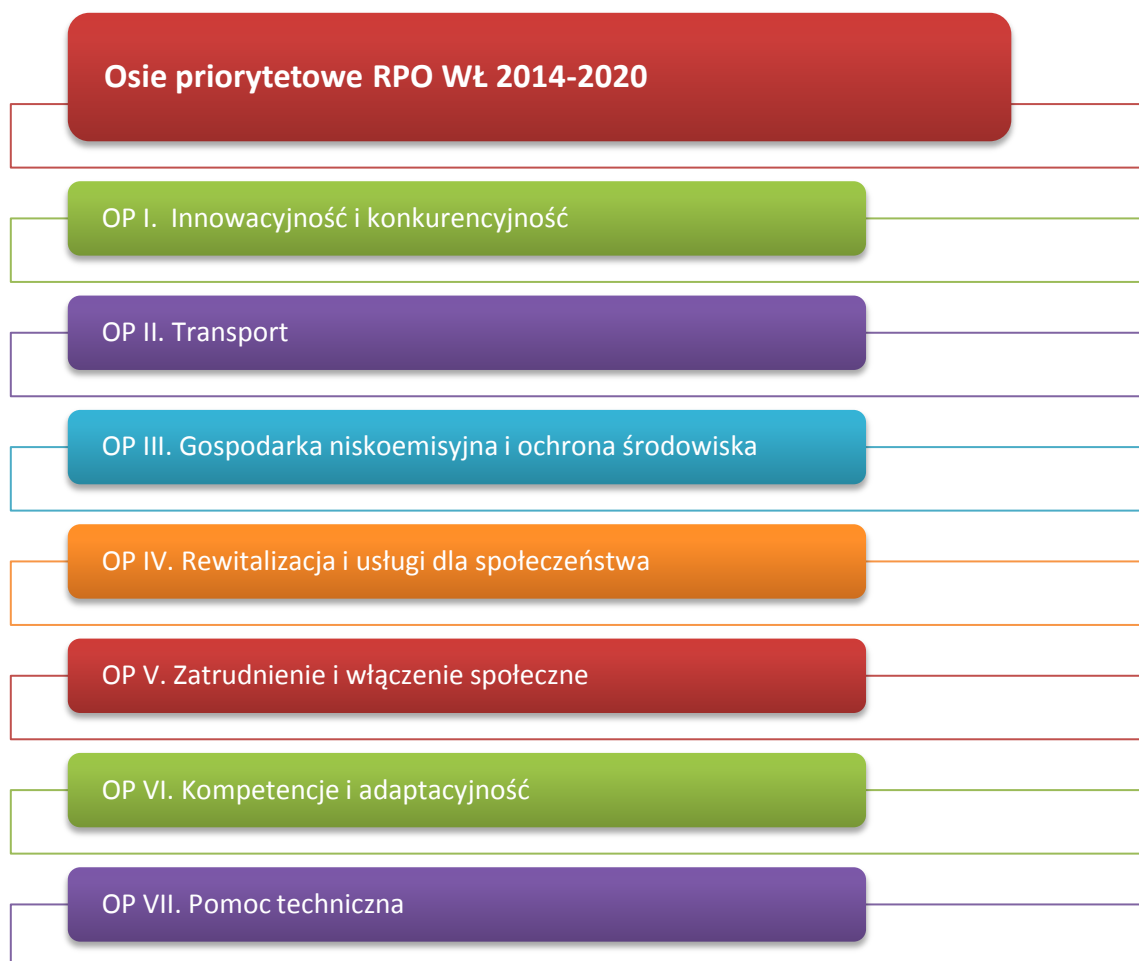 Osie priorytetowe RPO WŁ 2014-2020
OP I. Innowacyjność i konkurencyjność
OP II. Transport
OP III. Gospodarka niskoemisyjna i ochrona środowiska
OP IV. Rewitalizacja i usługi dla społeczeństwa
OP V. Zatrudnienie i włączenie społeczne
OP VI. Kompetencje i adaptacyjność
OP VII. Pomoc techniczna